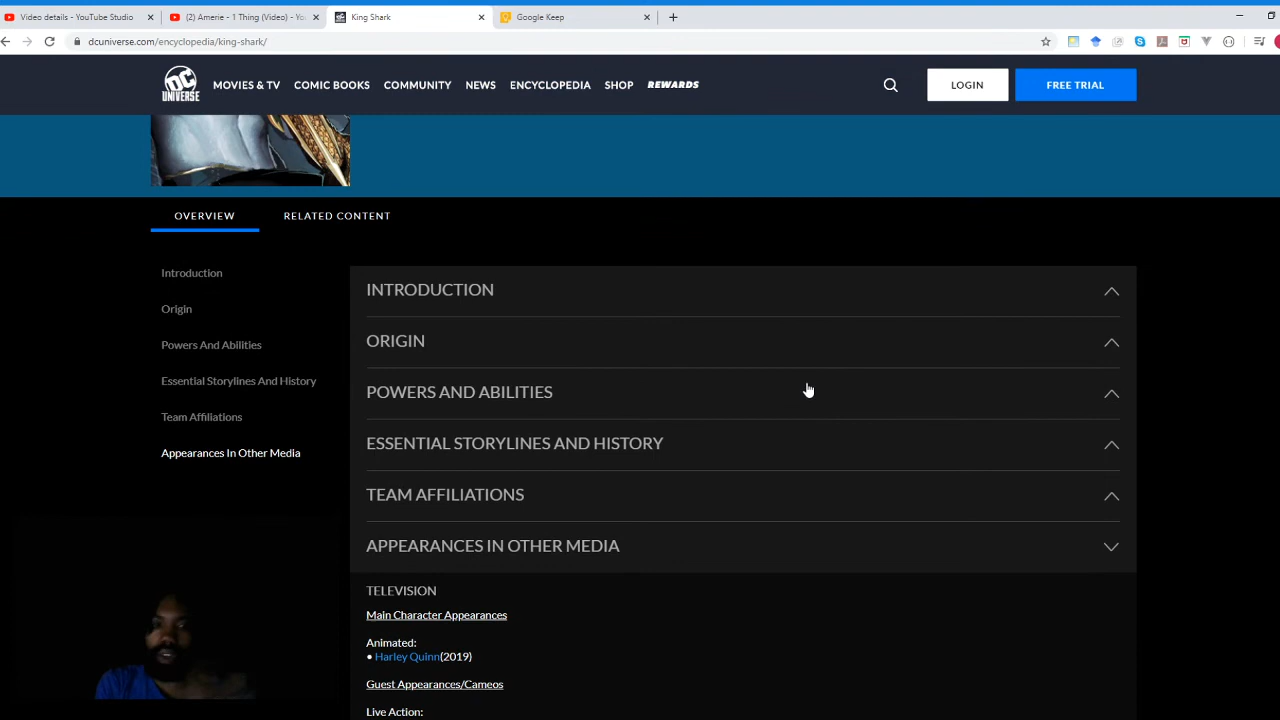 Video details - YouTube Studio
(2) Amerie - 1 Thing (Video) - Yo
King Shark
Google Keep
dcuniverse.com/encyclopedia/king-shark/
DC UNIVERSE
MOVIES & TV
COMIC BOOKS
COMMUNITY
NEWS
ENCYCLOPEDIA
SHOP
REWARDS
LOGIN
FREE TRIAL
OVERVIEW
RELATED CONTENT
Introduction
Origin
Powers And Abilities
Essential Storylines And History
Team Affiliations
Appearances In Other Media
INTRODUCTION
ORIGIN
POWERS AND ABILITIES
ESSENTIAL STORYLINES AND HISTORY
TEAM AFFILIATIONS
APPEARANCES IN OTHER MEDIA
TELEVISION
Main Character Appearances
Animated:
• Harley Quinn(2019)
Guest Appearances/Cameos
Live Action: